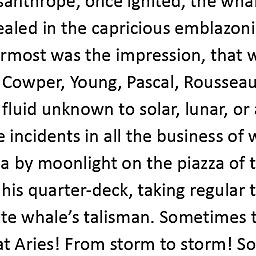 santhrope, once ignited, the wha
ealed in the capricious emblazoni
rmost was the impression, that w
Cowper, Young, Pascal, Rousseau
fluid unknown to solar, lunar, or
e incidents in all the business of w
a by moonlight on the piazza of t
his quarter-deck, taking regular t
te whale’s talisman. Sometimes t
at Aries! From storm to storm! So